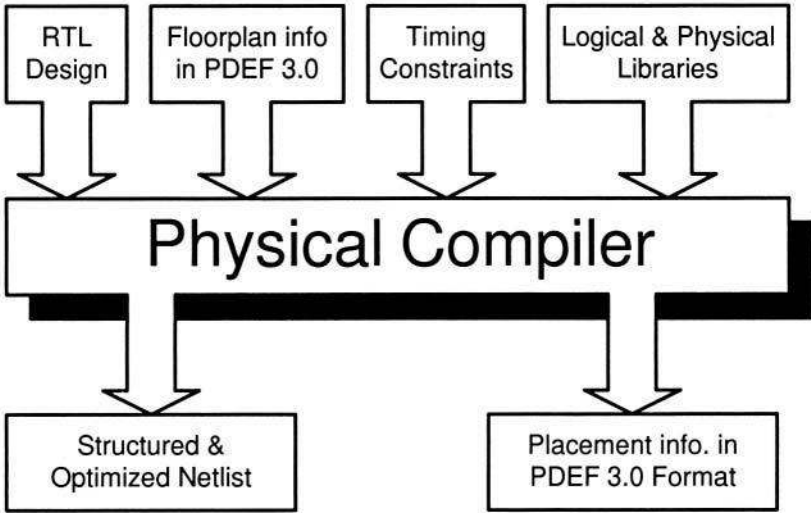 RTL
Design
Floorplan info
in PDEF 3.0
Timing
Constraints
Logical & Physical
Libraries
Physical Compiler
Structured &
Optimized Netlist
Placement info. in
PDEF 3.0 Format